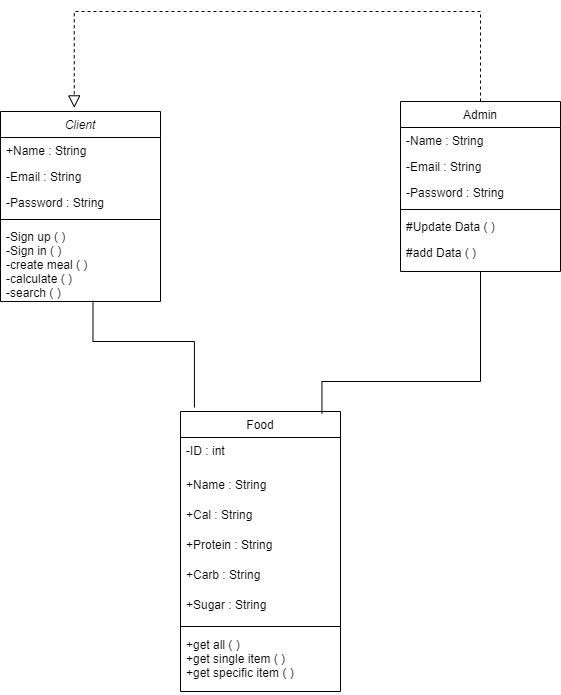 Client
+Name : String
-Email : String
-Password : String
-Sign up ( )
-Sign in ( )
-create meal ( )
-calculate ( )
-search ( )
Admin
-Name : String
-Email : String
-Password : String
#Update Data ( )
#add Data ( )
Food
-ID : int
+Name : String
+Cal : String
+Protein : String
+Carb : String
+Sugar : String
+get all ( )
+get single item ( )
+get specific item ( )